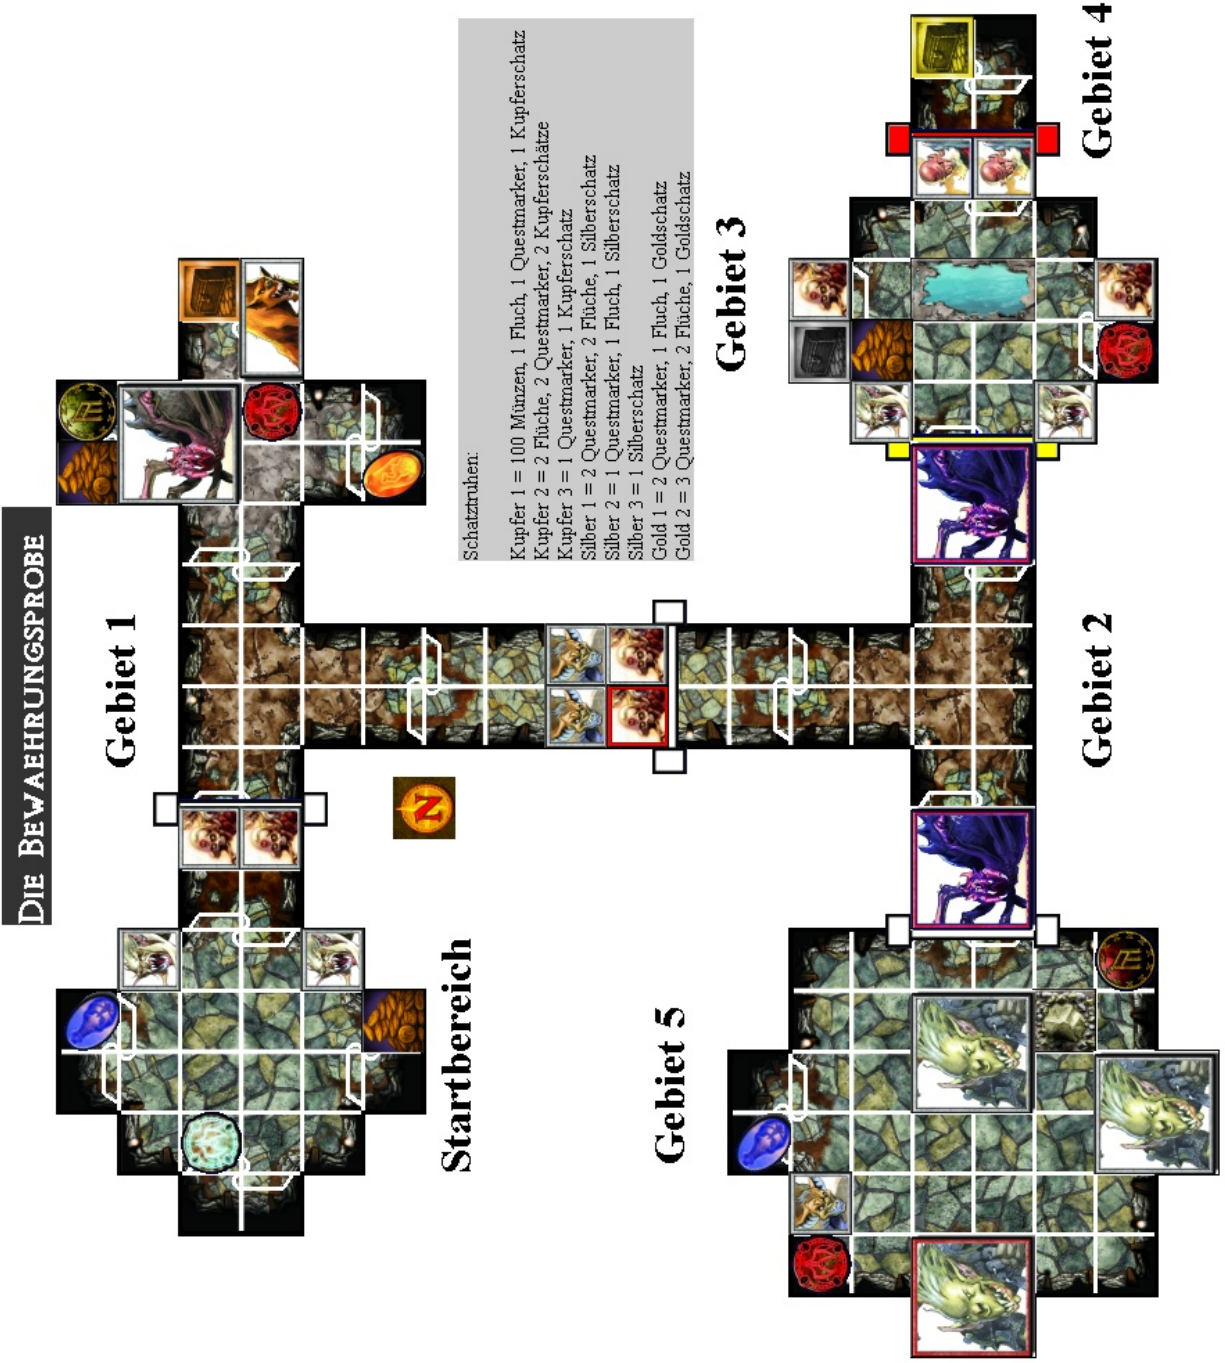 DIE BEWAEHRUNGSPROBE
Gebiet 1
Startbereich
N
Schatztruhen:
Kupfer 1 = 100 Münzen, 1 Fluch, 1 Questmarker, 1 Kupferschatz
Kupfer 2 = 2 Flüche, 2 Questmarker, 2 Kupferschätze
Kupfer 3 = 1 Questmarker, 1 Kupferschatz
Silber 1 = 2 Questmarker, 2 Flüche, 1 Silberschatz
Silber 2 = 1 Questmarker, 1 Fluch, 1 Silberschatz
Silber 3 = 1 Silberschatz
Gold 1 = 2 Questmarker, 1 Fluch, 1 Goldschatz
Gold 2 = 3 Questmarker, 2 Flüche, 1 Goldschatz
Gebiet 3
Gebiet 5
Gebiet 4
Gebiet 2